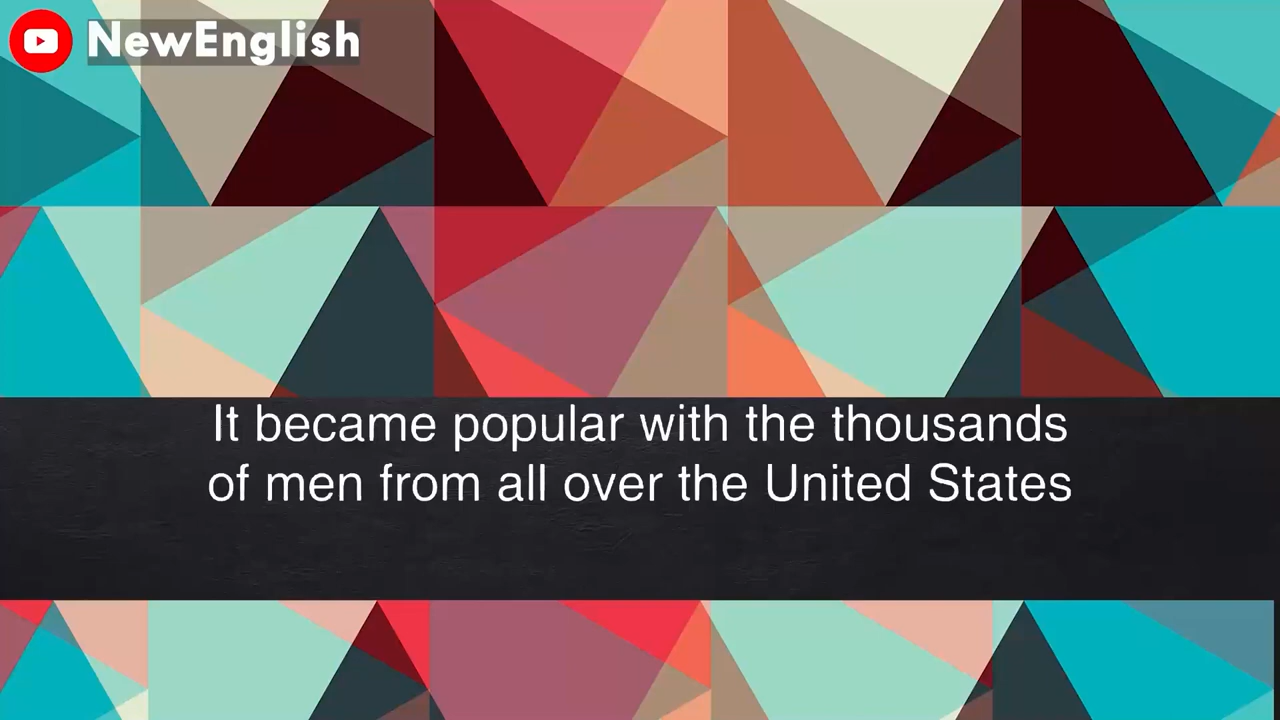 NewEnglish
It became popular with the thousands
of men from all over the United States